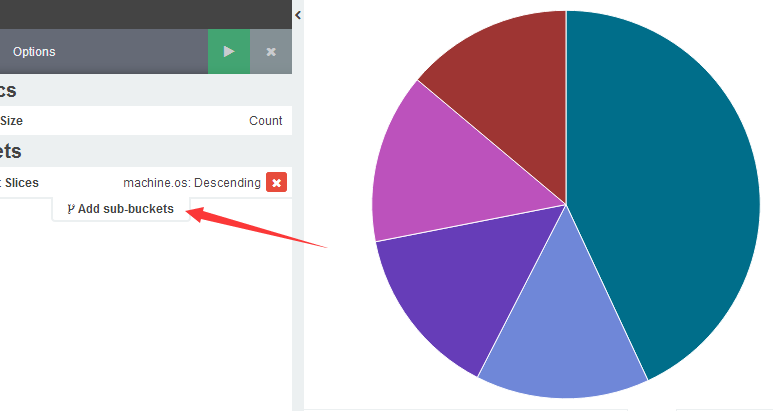 Options
cs
Size Count
ets
t Slices machine.os: Descending
Add sub-buckets